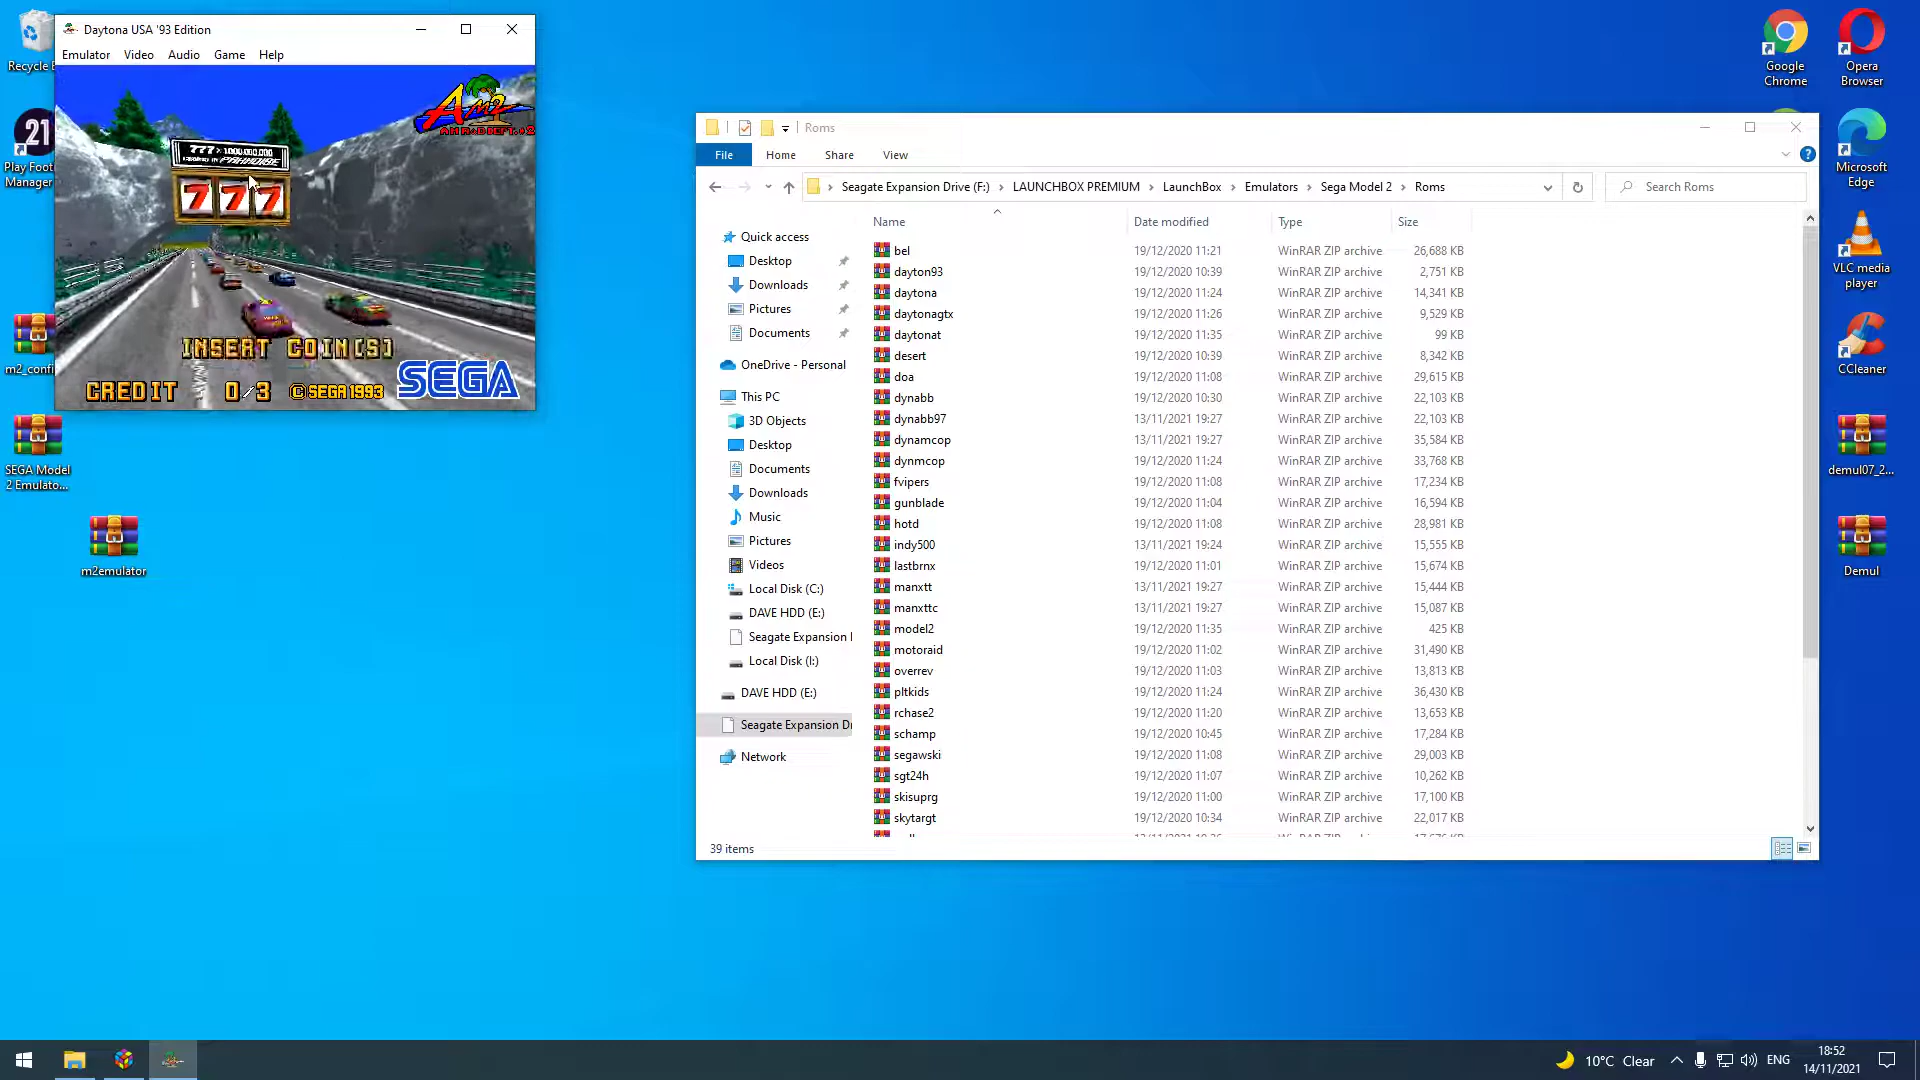 Recycle B
Play Foot
Manager
m2_confi
SEGA Model
2 Emulato...
m2emulator
Daytona USA '93 Edition
Emulator Video Audio Game Help
777 > 1000,000,000
7 7 7
AM2
INSERT COIN(S)
CREDIT 0/3 © SEGA 1993 SEGA
Google
Chrome
Opera
Browser
Microsoft
Edge
VLC media
player
CCleaner
demul07_2...
Demul
Roms
File Home Share View
Seagate Expansion Drive (F:) > LAUNCHBOX PREMIUM > LaunchBox > Emulators > Sega Model 2 > Roms
Search Roms
Quick access
Desktop
Downloads
Pictures
Documents
OneDrive - Personal
This PC
3D Objects
Desktop
Documents
Downloads
Music
Pictures
Videos
Local Disk (C:)
DAVE HDD (E:)
Seagate Expansion
Local Disk (I:)
DAVE HDD (E:)
Seagate Expansion Dr
Network
Name Date modified Type Size
bel 19/12/2020 11:21 WinRAR ZIP archive 26,688 KB
dayton93 19/12/2020 10:39 WinRAR ZIP archive 2,751 KB
daytona 19/12/2020 11:24 WinRAR ZIP archive 14,341 KB
daytonagtx 19/12/2020 11:26 WinRAR ZIP archive 9,529 KB
daytonat 19/12/2020 11:35 WinRAR ZIP archive 99 KB
desert 19/12/2020 10:39 WinRAR ZIP archive 8,342 KB
doa 19/12/2020 11:08 WinRAR ZIP archive 29,615 KB
dynabb 19/12/2020 10:30 WinRAR ZIP archive 22,103 KB
dynabb97 13/11/2021 19:27 WinRAR ZIP archive 22,103 KB
dynamcop 13/11/2021 19:27 WinRAR ZIP archive 35,584 KB
dynmcop 19/12/2020 11:24 WinRAR ZIP archive 33,768 KB
fvipers 19/12/2020 11:08 WinRAR ZIP archive 17,234 KB
gunblade 19/12/2020 11:04 WinRAR ZIP archive 16,594 KB
hotd 19/12/2020 11:08 WinRAR ZIP archive 28,981 KB
indy500 13/11/2021 19:24 WinRAR ZIP archive 15,555 KB
lastbrnx 19/12/2020 11:01 WinRAR ZIP archive 15,674 KB
manxtt 13/11/2021 19:27 WinRAR ZIP archive 15,444 KB
manxttc 13/11/2021 19:27 WinRAR ZIP archive 15,087 KB
model2 19/12/2020 11:35 WinRAR ZIP archive 425 KB
motoraid 19/12/2020 11:02 WinRAR ZIP archive 31,490 KB
overrev 19/12/2020 11:03 WinRAR ZIP archive 13,813 KB
pltkids 19/12/2020 11:24 WinRAR ZIP archive 36,430 KB
rchase2 19/12/2020 11:20 WinRAR ZIP archive 13,653 KB
schamp 19/12/2020 10:45 WinRAR ZIP archive 17,284 KB
segawski 19/12/2020 11:08 WinRAR ZIP archive 29,003 KB
sgt24h 19/12/2020 11:07 WinRAR ZIP archive 10,262 KB
skisuprg 19/12/2020 11:00 WinRAR ZIP archive 17,100 KB
skytargt 19/12/2020 10:34 WinRAR ZIP archive 22,017 KB
39 items
10°C Clear ENG
18:52
14/11/2021